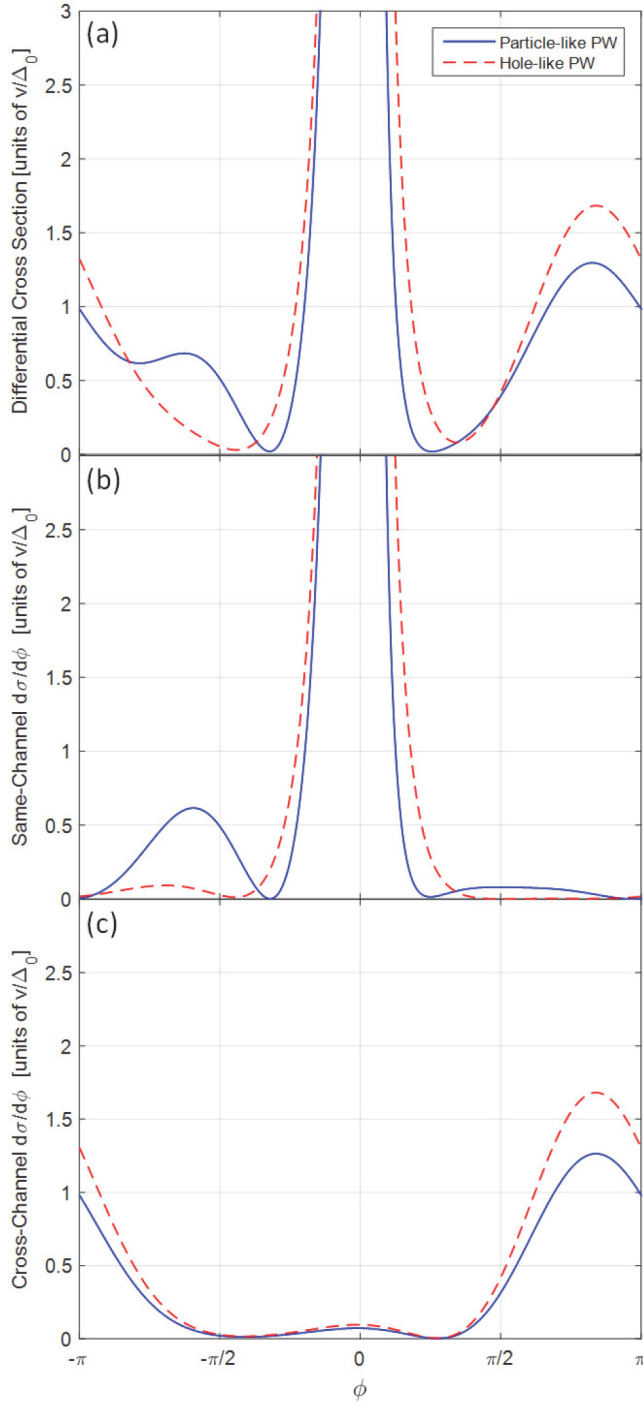 (a)
Particle-like PW
Hole-like PW
Differential Cross Section [units of v/Δ₀]
3
2.5
2
1.5
1
0.5
0
(b)
Same-Channel dσ/dϕ [units of v/Δ₀]
2.5
2
1.5
1
0.5
0
(c)
Cross-Channel dσ/dϕ [units of v/Δ₀]
2.5
2
1.5
1
0.5
0
-π -π/2 0 π/2 π
ϕ